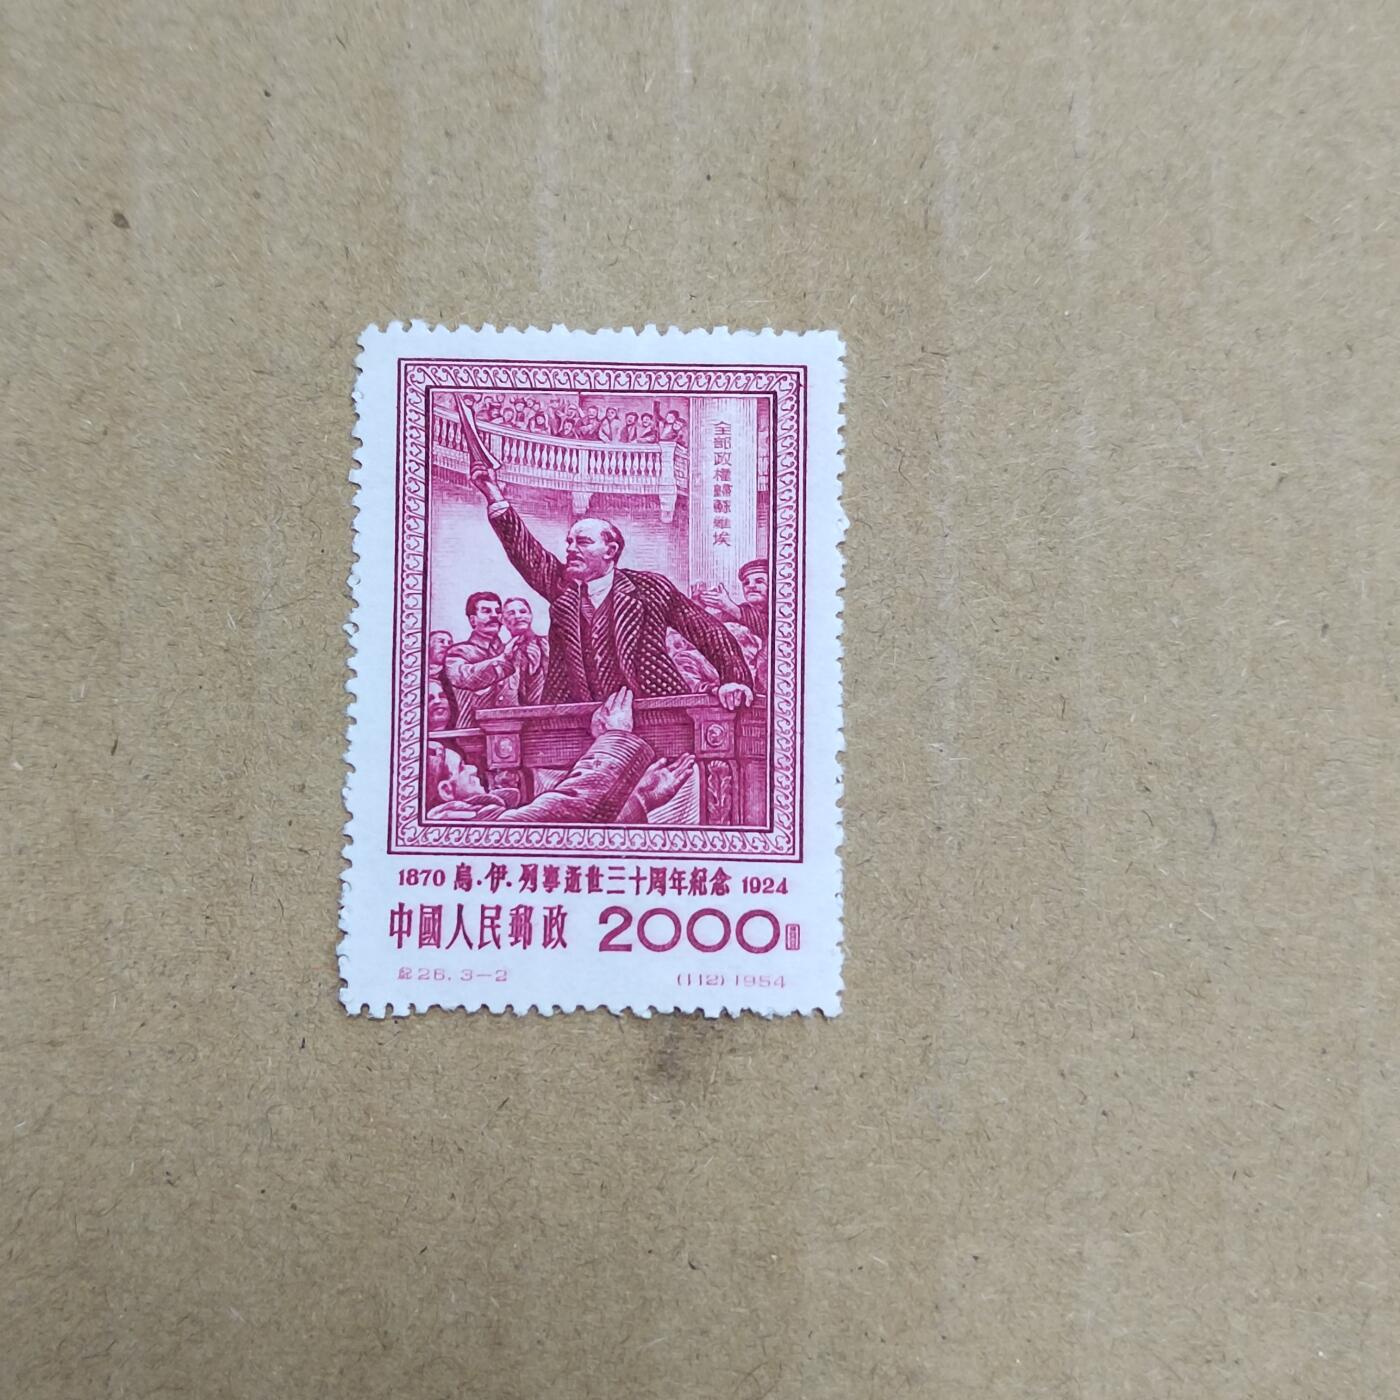 全部政權歸蘇維埃
1870 烏·伊·列寧逝世三十周年紀念 1924
中國人民郵政 2000圓
紀26.3-2 (112)1954